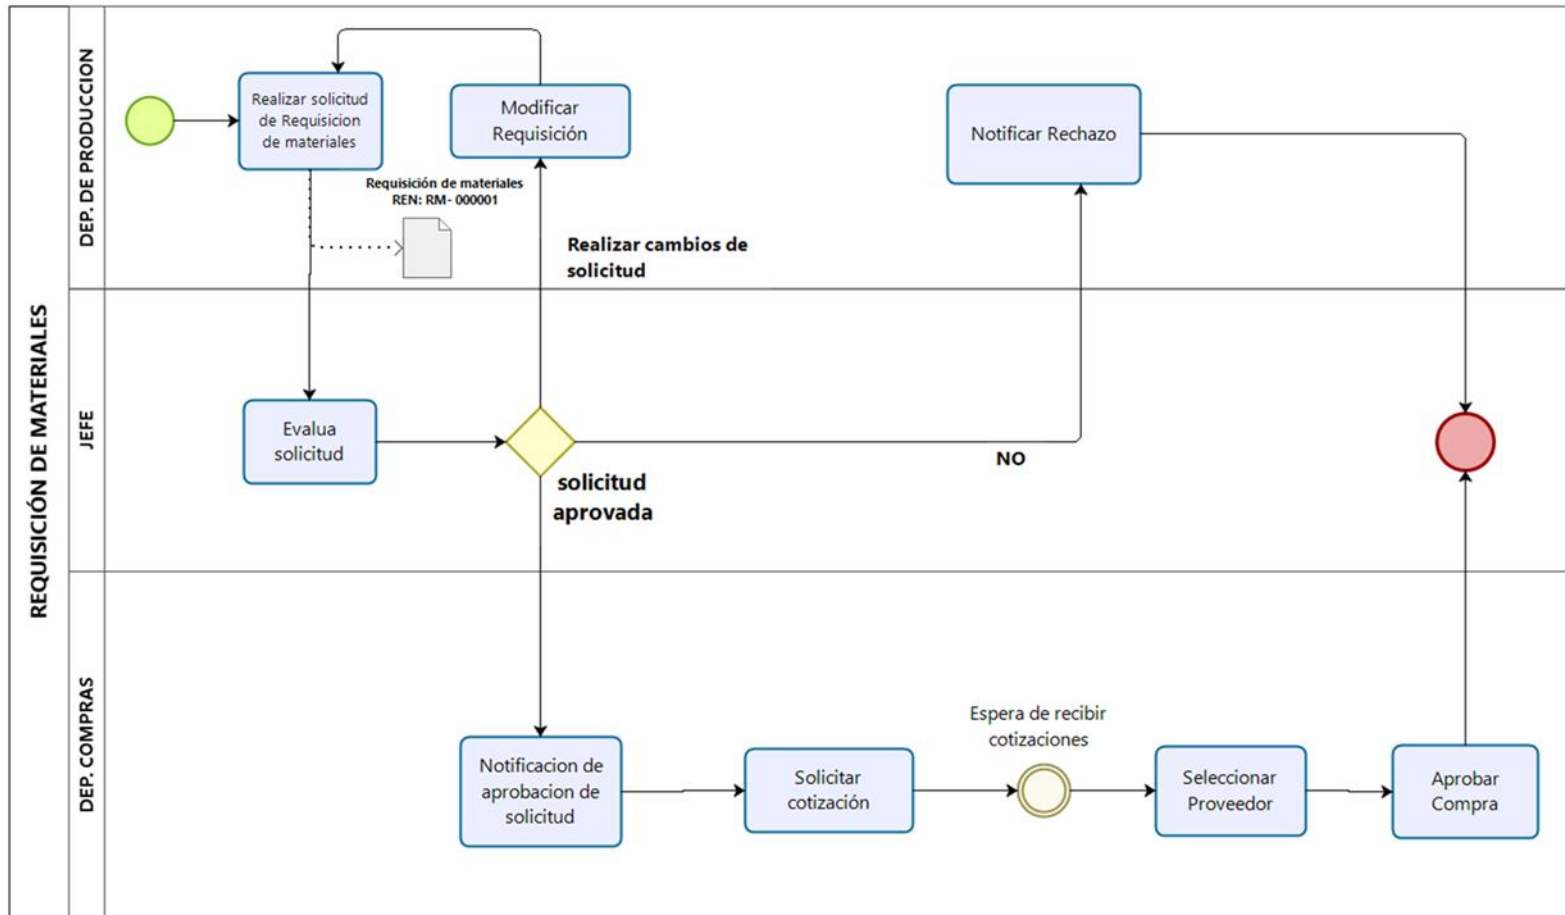 REQUISIÓN DE MATERIALES
DEP. DE PRODUCCION
Realizar solicitud
de Requisicion
de materiales
Modificar
Requisición
Notificar Rechazo
Requisición de materiales
REN: RM- 000001
Realizar cambios de
solicitud
JEFE
Evalua
solicitud
solicitud
aprovada
NO
DEP. COMPRAS
Notificacion de
aprobacion de
solicitud
Solicitar
cotización
Espera de recibir
cotizaciones
Seleccionar
Proveedor
Aprobar
Compra